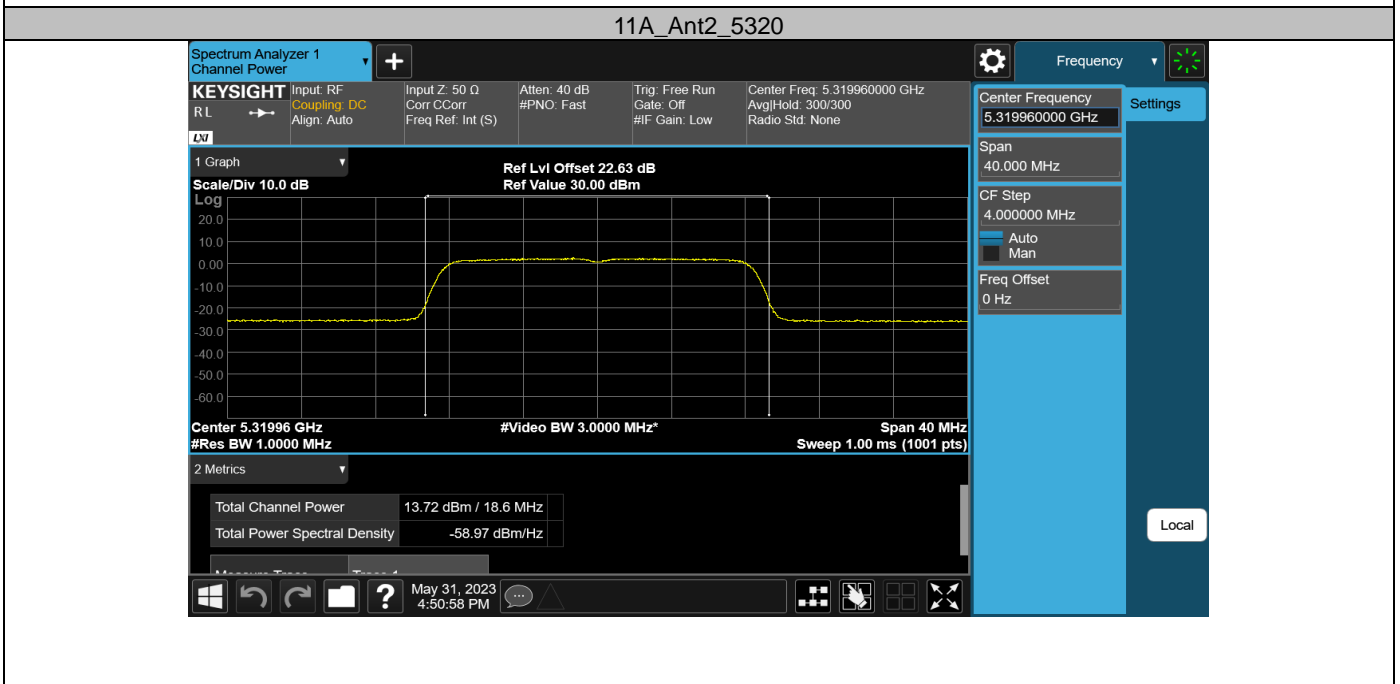 11A_Ant2_5320
Spectrum Analyzer 1
Channel Power
+
Frequency
KEYSIGHT
R L
LXI
Input: RF
Coupling: DC
Align: Auto
Input Z: 50 Ω
Corr CCorr
Freq Ref: Int (S)
Atten: 40 dB
#PNO: Fast
Trig: Free Run
Gate: Off
#IF Gain: Low
Center Freq: 5.319960000 GHz
Avg|Hold: 300/300
Radio Std: None
Center Frequency
5.319960000 GHz
Settings
Span
40.000 MHz
CF Step
4.000000 MHz
Auto
Man
Freq Offset
0 Hz
1 Graph
Scale/Div 10.0 dB
Ref Lvl Offset 22.63 dB
Ref Value 30.00 dBm
Log
20.0
10.0
0.00
-10.0
-20.0
-30.0
-40.0
-50.0
-60.0
Center 5.31996 GHz
#Res BW 1.0000 MHz
#Video BW 3.0000 MHz*
Span 40 MHz
Sweep 1.00 ms (1001 pts)
2 Metrics
Total Channel Power 13.72 dBm / 18.6 MHz
Total Power Spectral Density -58.97 dBm/Hz
Local
?
May 31, 2023
4:50:58 PM